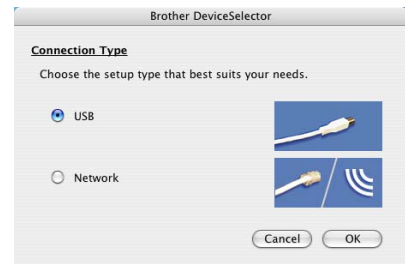 Brother DeviceSelector
Connection Type
Choose the setup type that best suits your needs.
USB
Network
Cancel OK